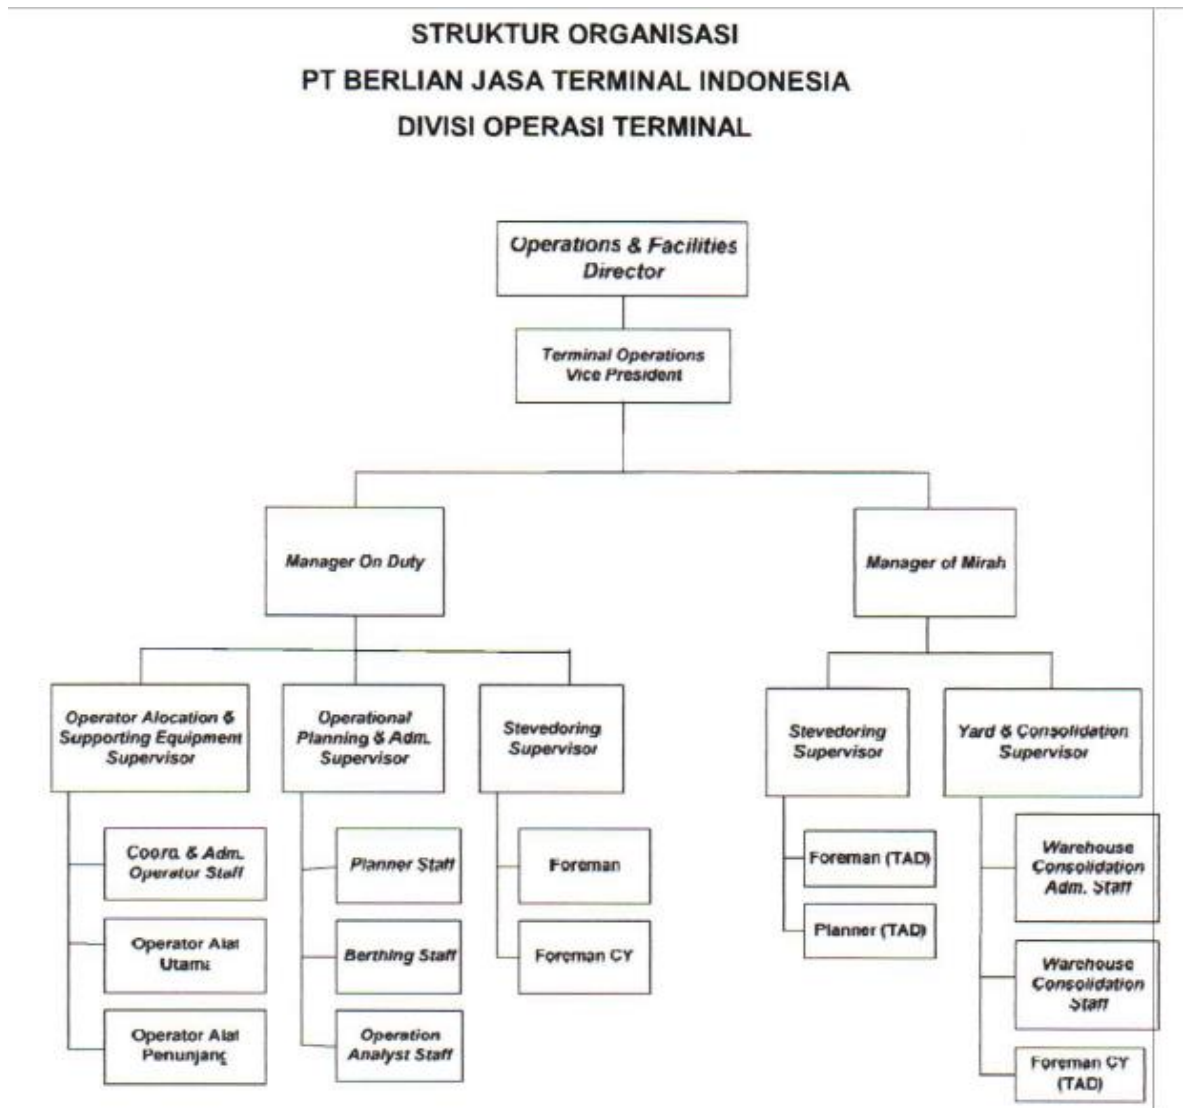 STRUKTUR ORGANISASI
PT BERLIAN JASA TERMINAL INDONESIA
DIVISI OPERASI TERMINAL
Operations & Facilities
Director
Terminal Operations
Vice President
Manager On Duty
Manager of Mirah
Operator Alocation &
Supporting Equipment
Supervisor
Operational
Planning & Adm.
Supervisor
Stevedoring
Supervisor
Stevedoring
Supervisor
Yard & Consolidation
Supervisor
Coord. & Adm.
Operator Staff
Operator Alat
Utama
Operator Alat
Penunjang
Planner Staff
Berthing Staff
Operation
Analyst Staff
Foreman
Foreman CY
Foreman (TAD)
Planner (TAD)
Warehouse
Consolidation
Adm. Staff
Warehouse
Consolidation
Staff
Foreman CY
(TAD)